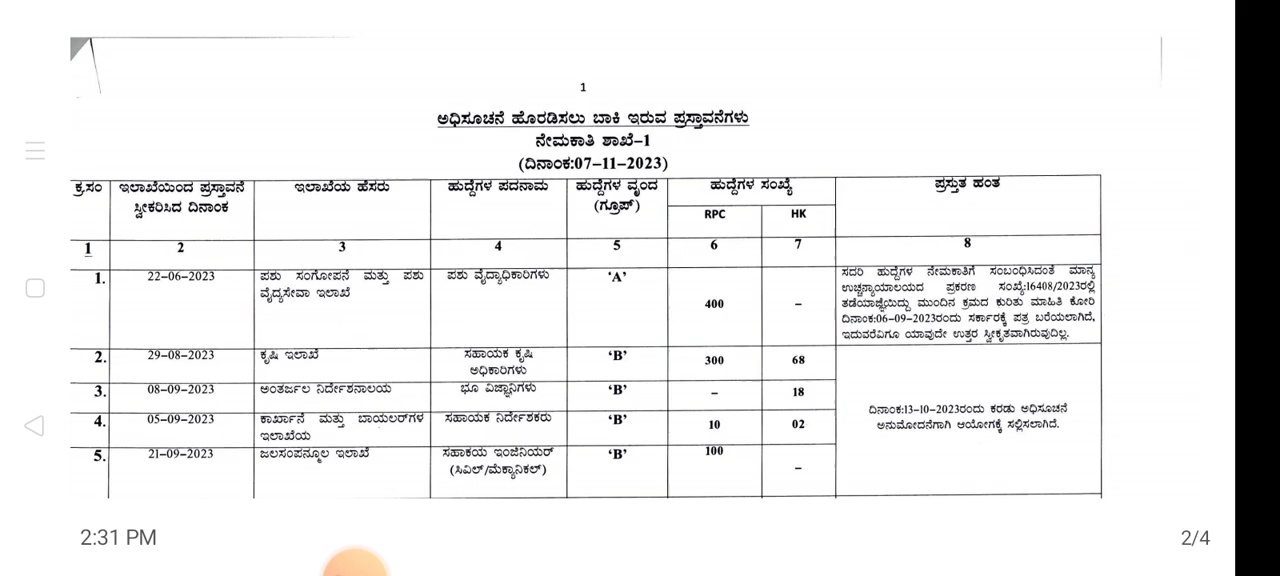 1
ಅಧಿಸೂಚನೆ ಹೊರಡಿಸಲು ಬಾಕಿ ಇರುವ ಪ್ರಸ್ತಾವನೆಗಳು
ನೇಮಕಾತಿ ಶಾಖೆ-1
(ದಿನಾಂಕ:07-11-2023)
ಕ್ರ.ಸಂ ಇಲಾಖೆಯಿಂದ ಪ್ರಸ್ತಾವನೆ ಸ್ವೀಕರಿಸಿದ ದಿನಾಂಕ ಇಲಾಖೆಯ ಹೆಸರು ಹುದ್ದೆಗಳ ಪದನಾಮ ಹುದ್ದೆಗಳ ವೃಂದ (ಗ್ರೂಪ್) ಹುದ್ದೆಗಳ ಸಂಖ್ಯೆ ಪ್ರಸ್ತುತ ಹಂತ
RPC HK
1 2 3 4 5 6 7 8
1. 22-06-2023 ಪಶು ಸಂಗೋಪನೆ ಮತ್ತು ಪಶು ಪಶು ವೈದ್ಯಾಧಿಕಾರಿಗಳು 'A' 400 –
ವೈದ್ಯಸೇವಾ ಇಲಾಖೆ
ಸದರಿ ಹುದ್ದೆಗಳ ನೇಮಕಾತಿಗೆ ಸಂಬಂಧಿಸಿದಂತೆ ಮಾನ್ಯ
ಉಚ್ಛನ್ಯಾಯಾಲಯದ ಪ್ರಕರಣ ಸಂಖ್ಯೆ:16408/2023ರಲ್ಲಿ
ತಡೆಯಾಜ್ಞೆಯಿದ್ದು ಮುಂದಿನ ಕ್ರಮದ ಕುರಿತು ಮಾಹಿತಿ ಕೋರಿ
ದಿನಾಂಕ:06-09-2023ರಂದು ಸರ್ಕಾರಕ್ಕೆ ಪತ್ರ ಬರೆಯಲಾಗಿದೆ,
ಇದುವರೆವಿಗೂ ಯಾವುದೇ ಉತ್ತರ ಸ್ವೀಕೃತವಾಗಿರುವುದಿಲ್ಲ.
2. 29-08-2023 ಕೃಷಿ ಇಲಾಖೆ ಸಹಾಯಕ ಕೃಷಿ 'B' 300 68
ಅಧಿಕಾರಿಗಳು
3. 08-09-2023 ಅಂತರ್ಜಲ ನಿರ್ದೇಶನಾಲಯ ಭೂ ವಿಜ್ಞಾನಿಗಳು 'B' – 18
4. 05-09-2023 ಕಾರ್ಖಾನೆ ಮತ್ತು ಬಾಯಲರ್‌ಗಳ ಸಹಾಯಕ ನಿರ್ದೇಶಕರು 'B' 10 02
ಇಲಾಖೆಯ
5. 21-09-2023 ಜಲಸಂಪನ್ಮೂಲ ಇಲಾಖೆ ಸಹಾಕಯ ಇಂಜಿನಿಯರ್ 'B' 100 –
(ಸಿವಿಲ್/ಮೆಕ್ಯಾನಿಕಲ್)
ದಿನಾಂಕ:13-10-2023ರಂದು ಕರಡು ಅಧಿಸೂಚನೆ
ಅನುಮೋದನೆಗಾಗಿ ಆಯೋಗಕ್ಕೆ ಸಲ್ಲಿಸಲಾಗಿದೆ.
2:31 PM 2/4